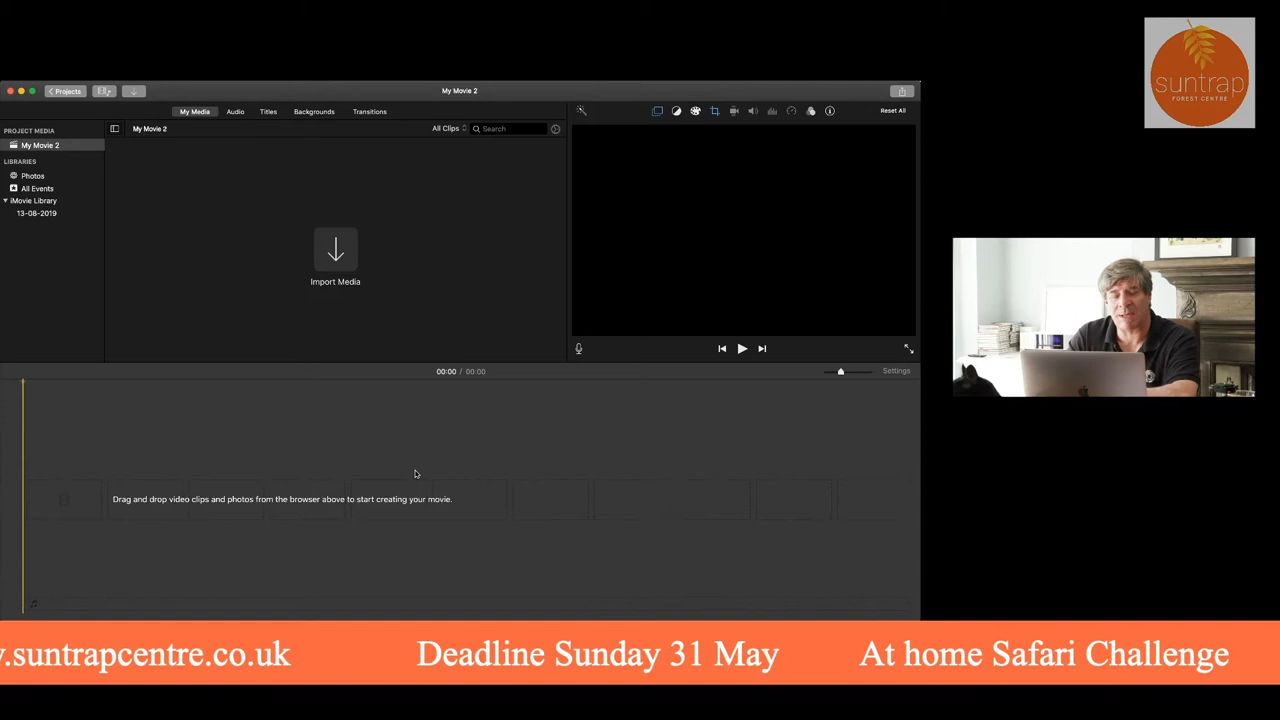 suntrap
FOREST CENTRE
Projects
My Movie 2
My Media Audio Titles Backgrounds Transitions
Reset All
PROJECT MEDIA
My Movie 2
LIBRARIES
Photos
All Events
iMovie Library
13-08-2019
My Movie 2
All Clips
Search
Import Media
00:00 / 00:00
Settings
Drag and drop video clips and photos from the browser above to start creating your movie.
.suntrapcentre.co.uk Deadline Sunday 31 May At home Safari Challenge